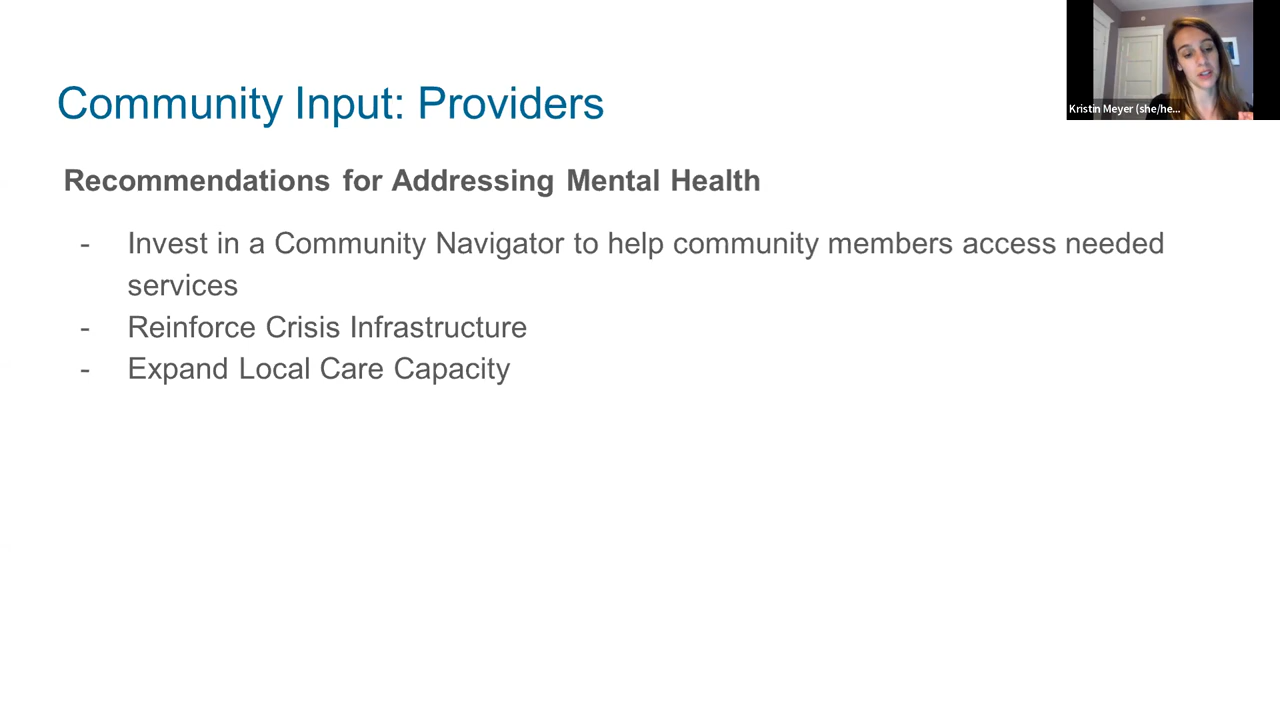 Community Input: Providers
Kristin Meyer (she/he...
Recommendations for Addressing Mental Health
- Invest in a Community Navigator to help community members access needed
services
- Reinforce Crisis Infrastructure
- Expand Local Care Capacity